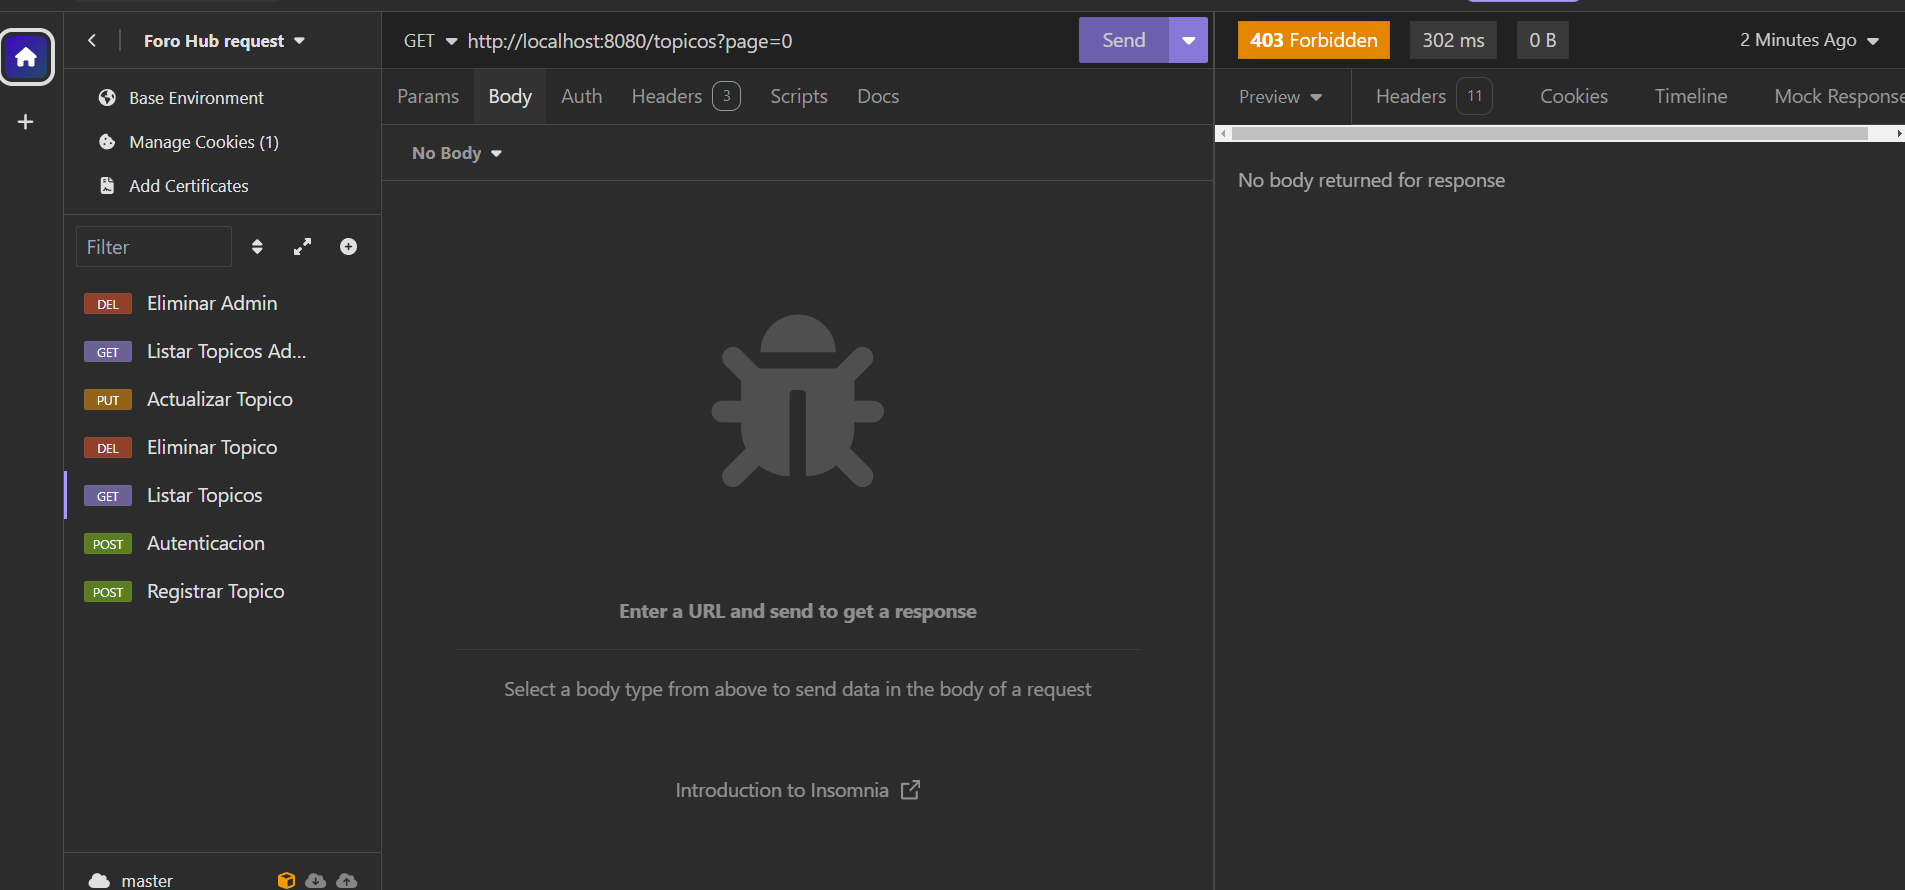 Foro Hub request
Base Environment
Manage Cookies (1)
Add Certificates
Filter
DEL Eliminar Admin
GET Listar Topicos Ad...
PUT Actualizar Topico
DEL Eliminar Topico
GET Listar Topicos
POST Autenticacion
POST Registrar Topico
master
GET http://localhost:8080/topicos?page=0 Send
Params Body Auth Headers 3 Scripts Docs
No Body
Enter a URL and send to get a response
Select a body type from above to send data in the body of a request
Introduction to Insomnia
403 Forbidden 302 ms 0 B 2 Minutes Ago
Preview Headers 11 Cookies Timeline Mock Response
No body returned for response